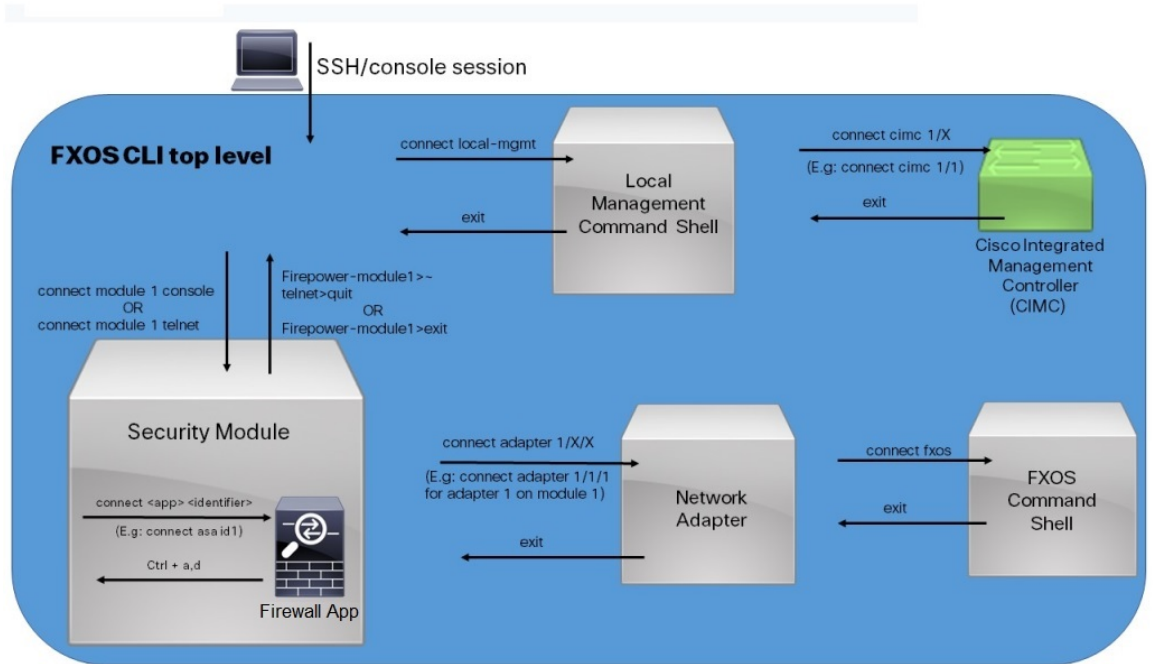 SSH/console session
FXOS CLI top level
connect local-mgmt
exit
Local
Management
Command Shell
connect cimc 1/X
(E.g: connect cimc 1/1)
exit
Cisco Integrated
Management
Controller
(CIMC)
connect module 1 console
OR
connect module 1 telnet
Firepower-module1>~
telnet>quit
OR
Firepower-module1>exit
Security Module
connect <app> <identifier>
(E.g: connect asa id1)
Ctrl + a,d
Firewall App
connect adapter 1/X/X
(E.g: connect adapter 1/1/1
for adapter 1 on module 1)
exit
Network
Adapter
connect fxos
exit
FXOS
Command
Shell